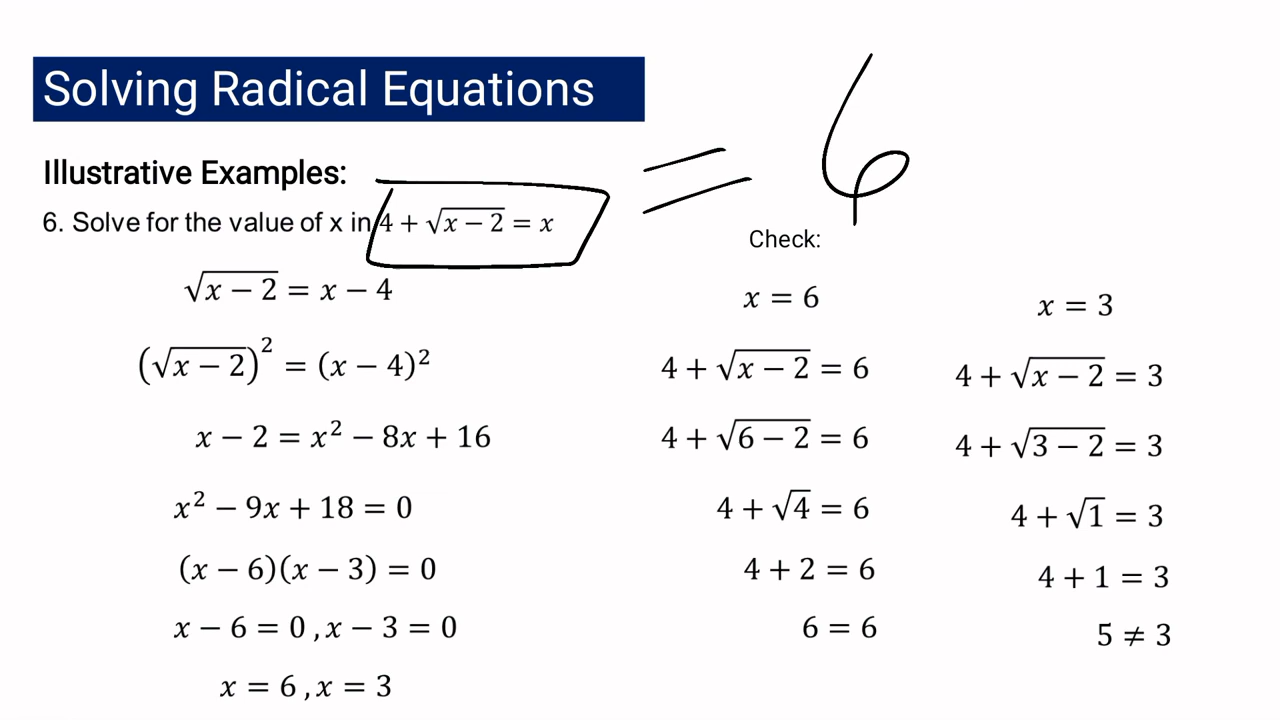 Solving Radical Equations
= 6
Illustrative Examples:
6. Solve for the value of x in 4 + √(x − 2) = x
√(x − 2) = x − 4
(√(x − 2))² = (x − 4)²
x − 2 = x² − 8x + 16
x² − 9x + 18 = 0
(x − 6)(x − 3) = 0
x − 6 = 0 , x − 3 = 0
x = 6 , x = 3
Check:
x = 6
4 + √(x − 2) = 6
4 + √(6 − 2) = 6
4 + √4 = 6
4 + 2 = 6
6 = 6
x = 3
4 + √(x − 2) = 3
4 + √(3 − 2) = 3
4 + √1 = 3
4 + 1 = 3
5 ≠ 3